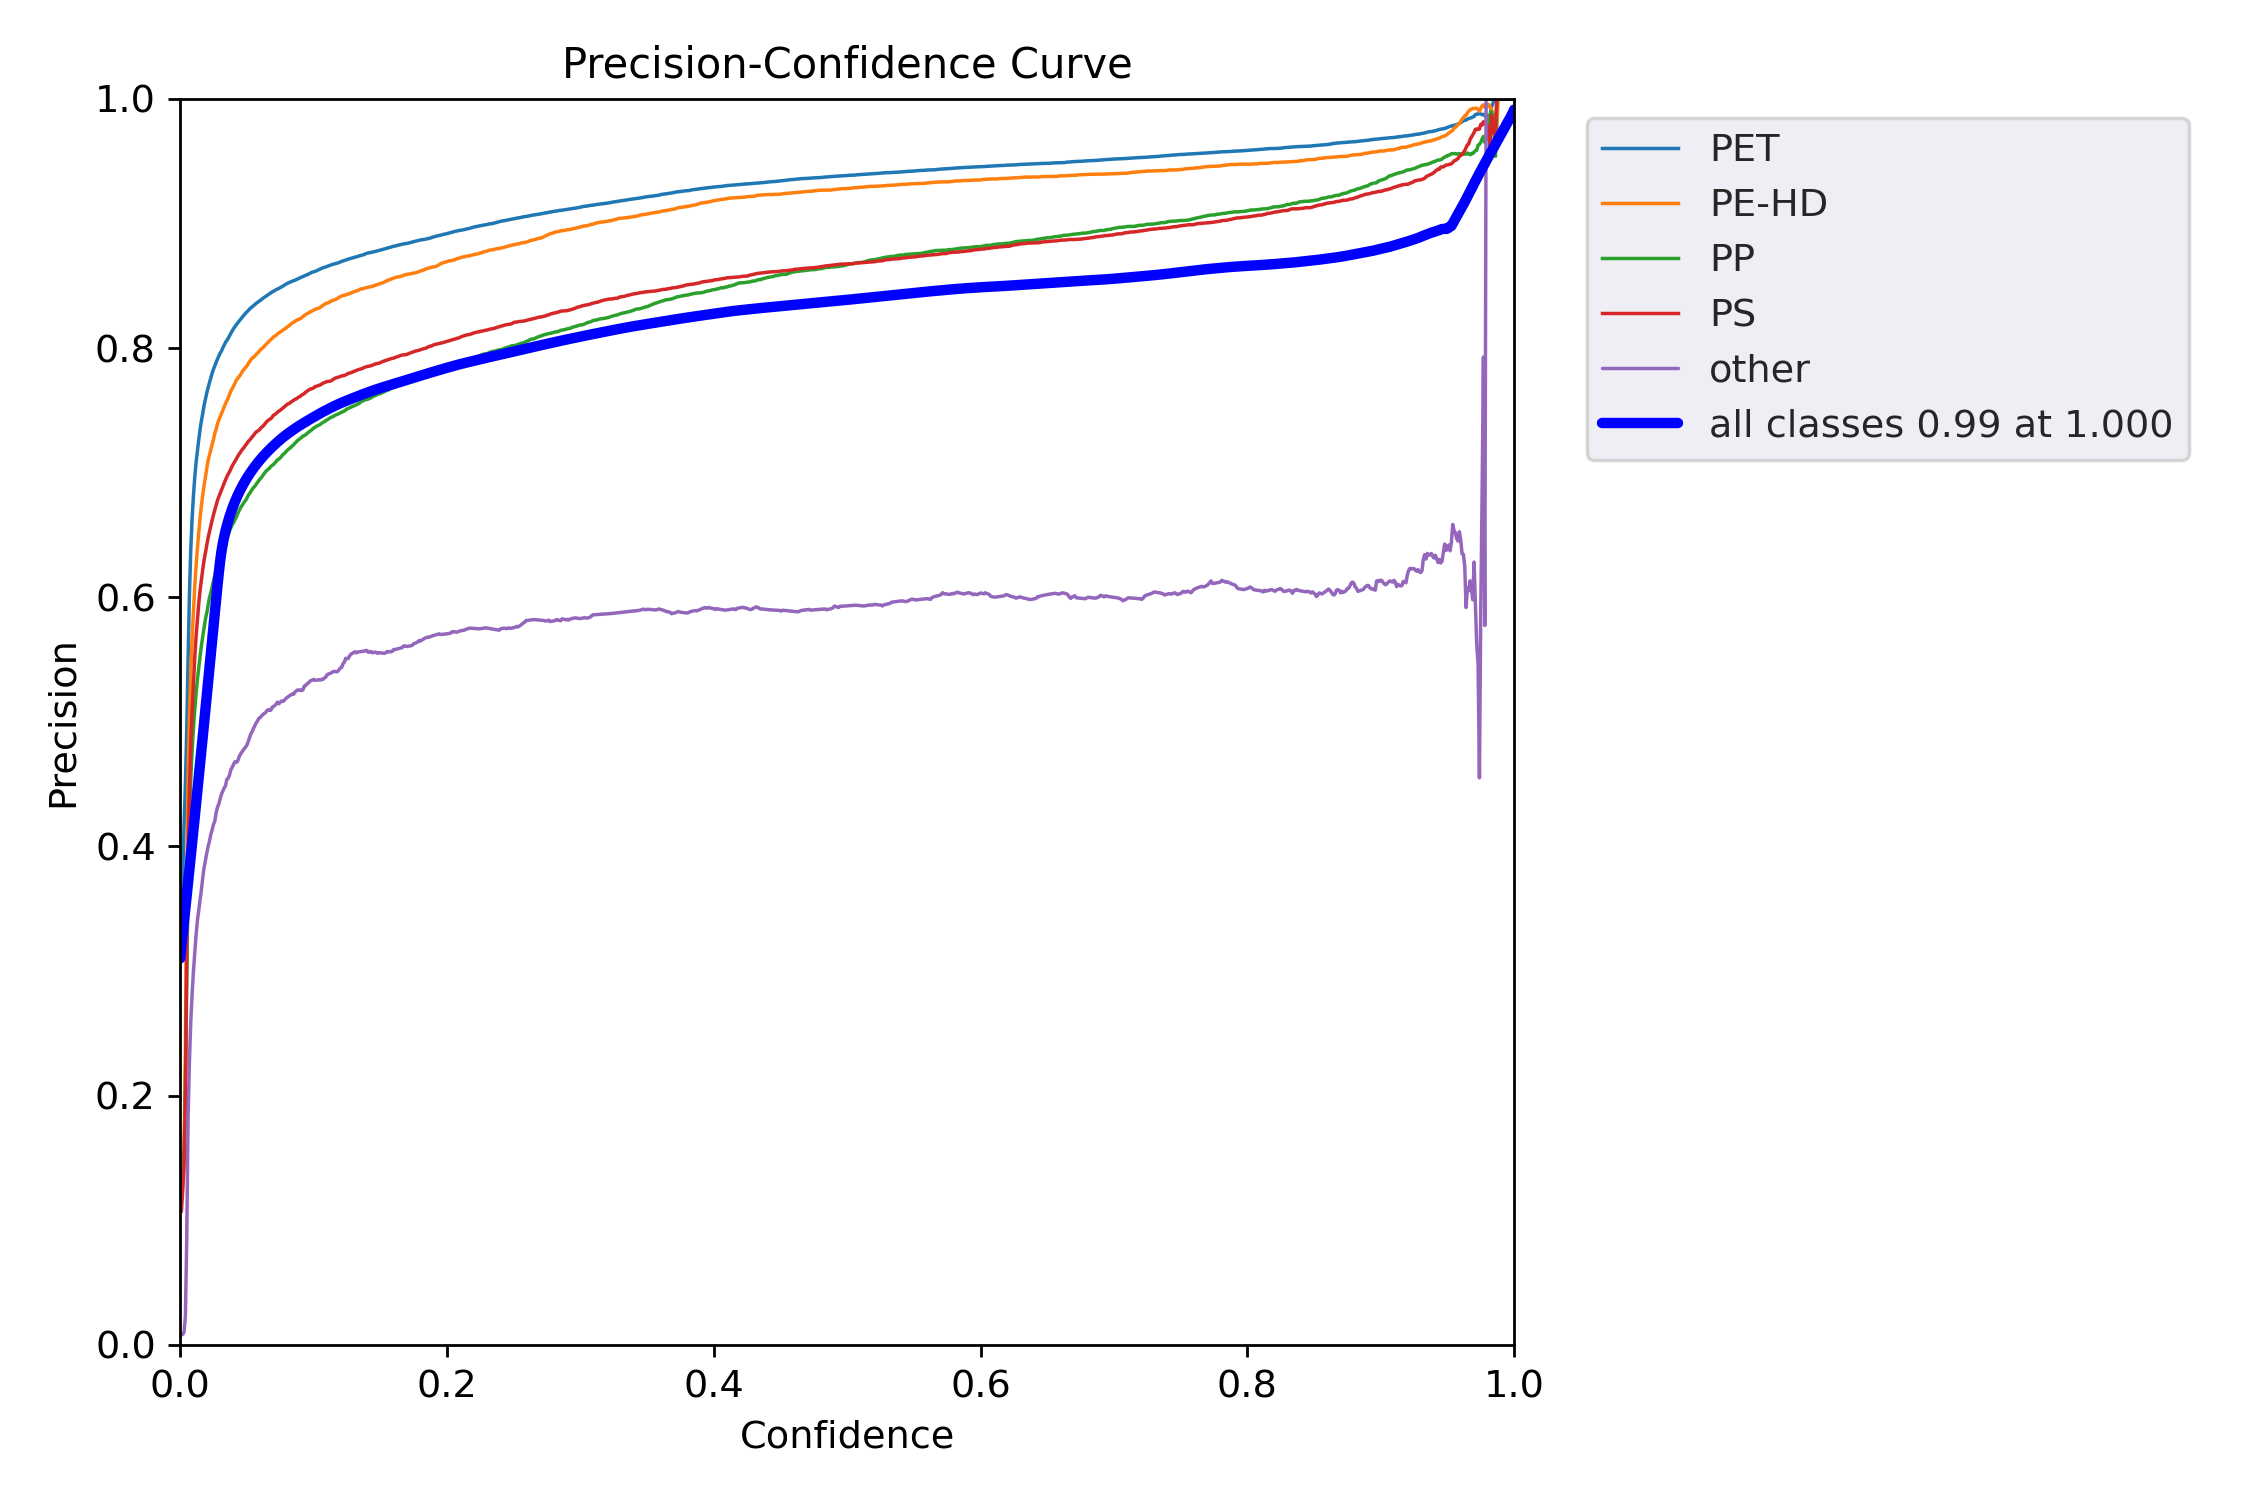 Precision-Confidence Curve
1.0
0.8
0.6
0.4
0.2
0.0
Precision
0.0 0.2 0.4 0.6 0.8 1.0
Confidence
PET
PE-HD
PP
PS
other
all classes 0.99 at 1.000